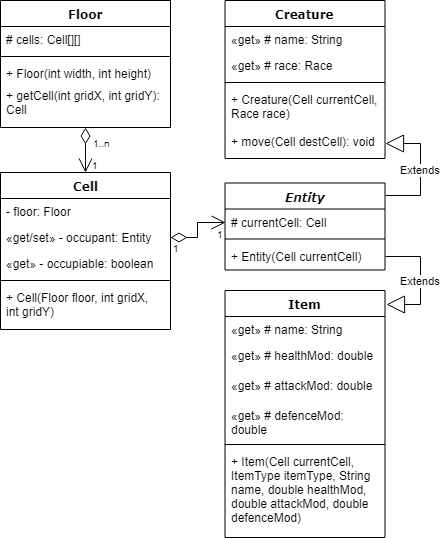 Floor
# cells: Cell[][]
+ Floor(int width, int height)
+ getCell(int gridX, int gridY):
Cell
1..n
1
Cell
- floor: Floor
«get/set» - occupant: Entity
«get» - occupiable: boolean
+ Cell(Floor floor, int gridX,
int gridY)
1
1
Creature
«get» # name: String
«get» # race: Race
+ Creature(Cell currentCell,
Race race)
+ move(Cell destCell): void
Extends
Entity
# currentCell: Cell
+ Entity(Cell currentCell)
Extends
Item
«get» # name: String
«get» # healthMod: double
«get» # attackMod: double
«get» # defenceMod:
double
+ Item(Cell currentCell,
ItemType itemType, String
name, double healthMod,
double attackMod, double
defenceMod)